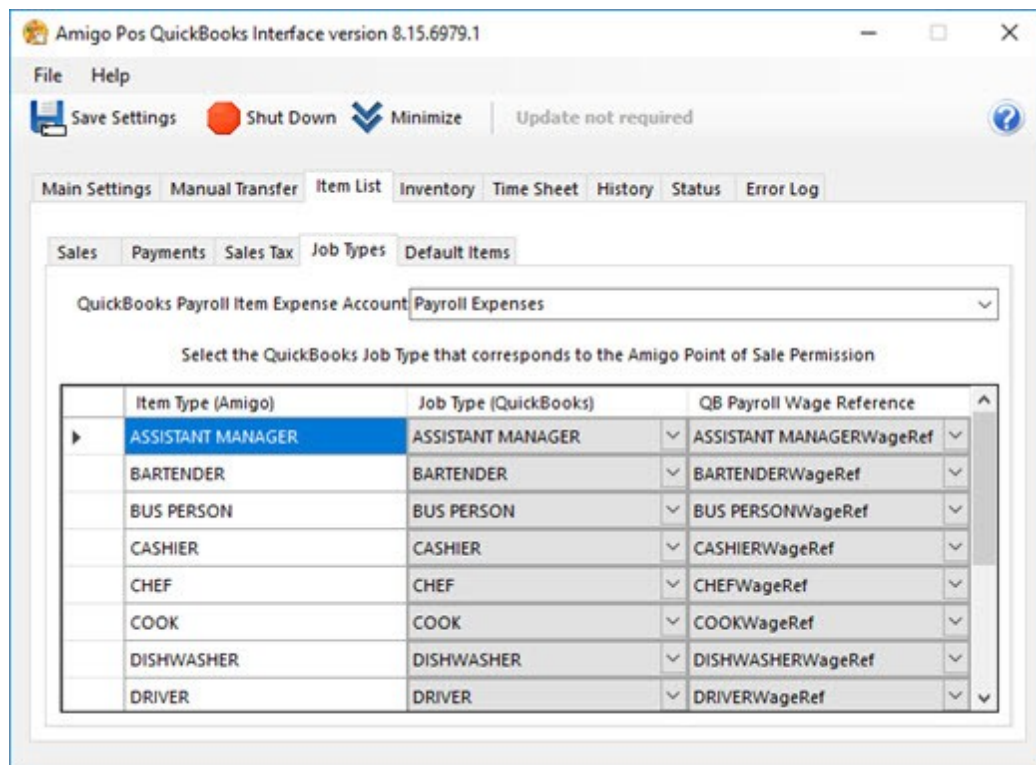 Amigo Pos QuickBooks Interface version 8.15.6979.1
File Help
Save Settings Shut Down Minimize Update not required
Main Settings Manual Transfer Item List Inventory Time Sheet History Status Error Log
Sales Payments Sales Tax Job Types Default Items
QuickBooks Payroll Item Expense Account Payroll Expenses
Select the QuickBooks Job Type that corresponds to the Amigo Point of Sale Permission
Item Type (Amigo) Job Type (QuickBooks) QB Payroll Wage Reference
ASSISTANT MANAGER ASSISTANT MANAGER ASSISTANT MANAGERWageRef
BARTENDER BARTENDER BARTENDERWageRef
BUS PERSON BUS PERSON BUS PERSONWageRef
CASHIER CASHIER CASHIERWageRef
CHEF CHEF CHEFWageRef
COOK COOK COOKWageRef
DISHWASHER DISHWASHER DISHWASHERWageRef
DRIVER DRIVER DRIVERWageRef